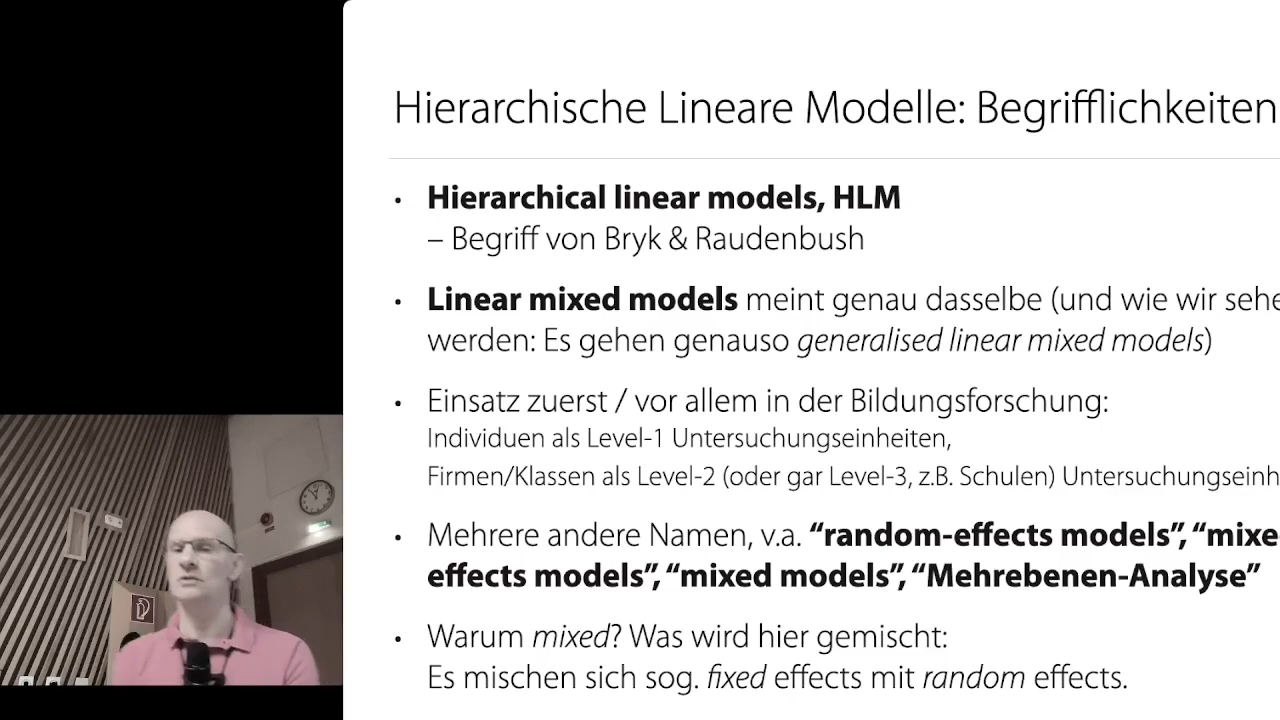 Hierarchische Lineare Modelle: Begrifflichkeiten
• Hierarchical linear models, HLM
– Begriff von Bryk & Raudenbush
• Linear mixed models meint genau dasselbe (und wie wir sehe
werden: Es gehen genauso generalised linear mixed models)
• Einsatz zuerst / vor allem in der Bildungsforschung:
Individuen als Level-1 Untersuchungseinheiten,
Firmen/Klassen als Level-2 (oder gar Level-3, z.B. Schulen) Untersuchungseinh
• Mehrere andere Namen, v.a. “random-effects models”, “mixe
effects models”, “mixed models”, “Mehrebenen-Analyse”
• Warum mixed? Was wird hier gemischt:
Es mischen sich sog. fixed effects mit random effects.